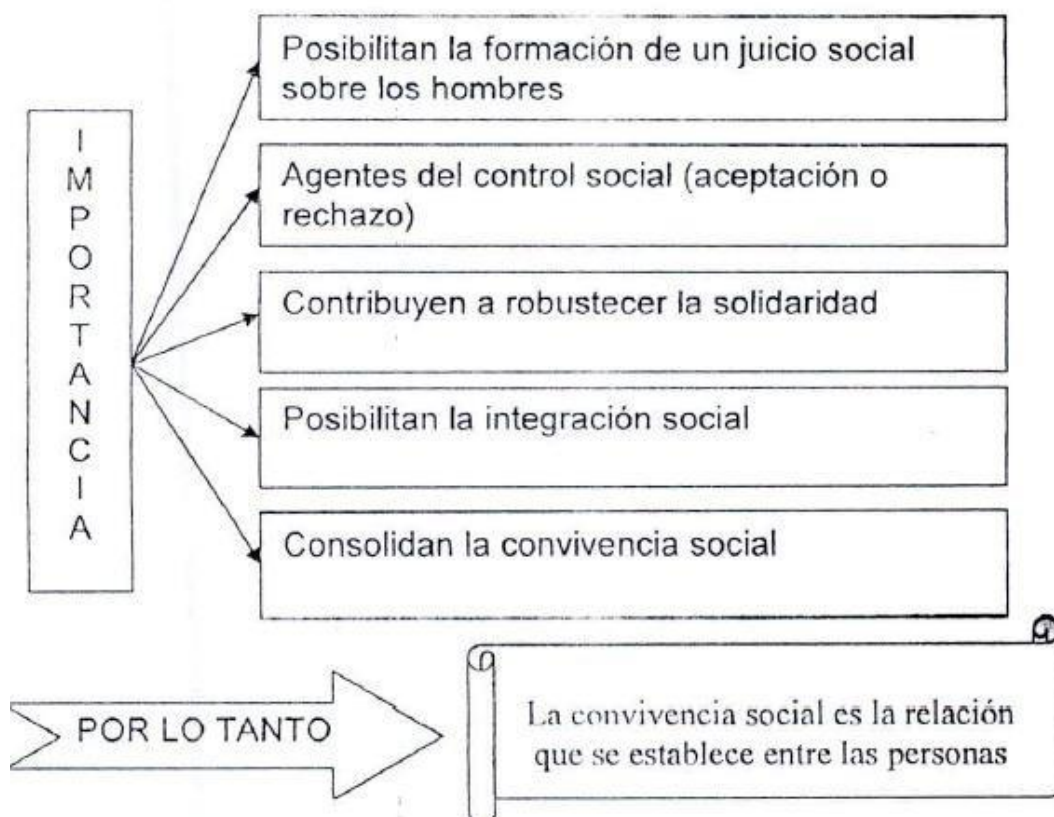 IMPORTANCIA
Posibilitan la formación de un juicio social
sobre los hombres
Agentes del control social (aceptación o
rechazo)
Contribuyen a robustecer la solidaridad
Posibilitan la integración social
Consolidan la convivencia social
POR LO TANTO
La convivencia social es la relación
que se establece entre las personas